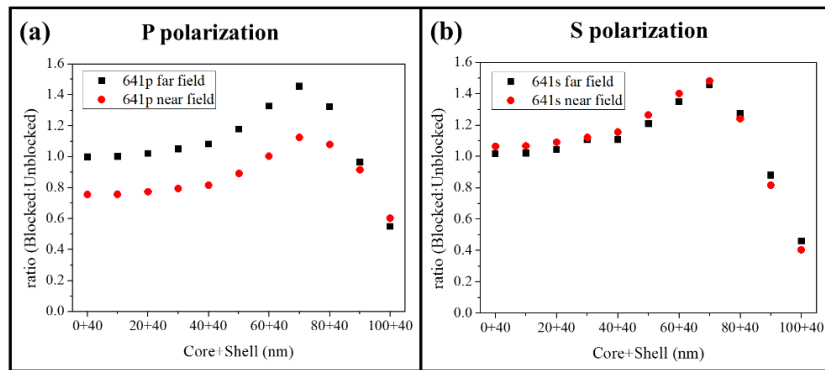 (a) P polarization
641p far field
641p near field
1.6
1.4
1.2
1.0
0.8
0.6
0.4
0.2
0.0
ratio (Blocked:Unblocked)
0+40 20+40 40+40 60+40 80+40 100+40
Core+Shell (nm)
(b) S polarization
641s far field
641s near field
1.6
1.4
1.2
1.0
0.8
0.6
0.4
0.2
0.0
ratio (Blocked:Unblocked)
0+40 20+40 40+40 60+40 80+40 100+40
Core+Shell (nm)